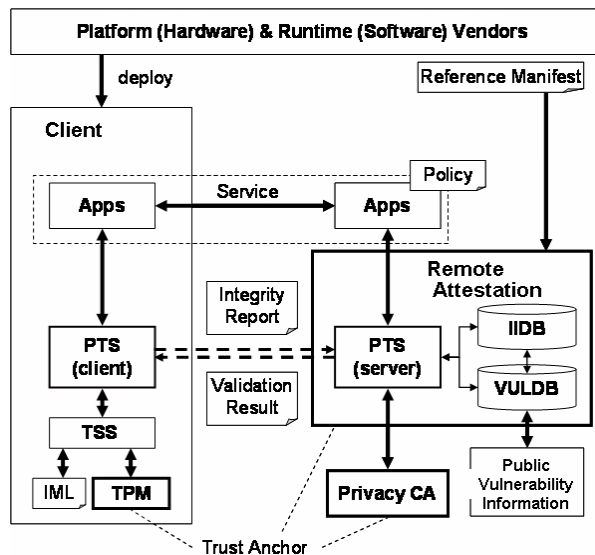 Platform (Hardware) & Runtime (Software) Vendors
deploy
Reference Manifest
Client
Policy
Service
Apps
Apps
Remote
Attestation
Integrity
Report
IIDB
PTS
(client)
PTS
(server)
VULDB
Validation
Result
TSS
IML
TPM
Privacy CA
Public
Vulnerability
Information
Trust Anchor